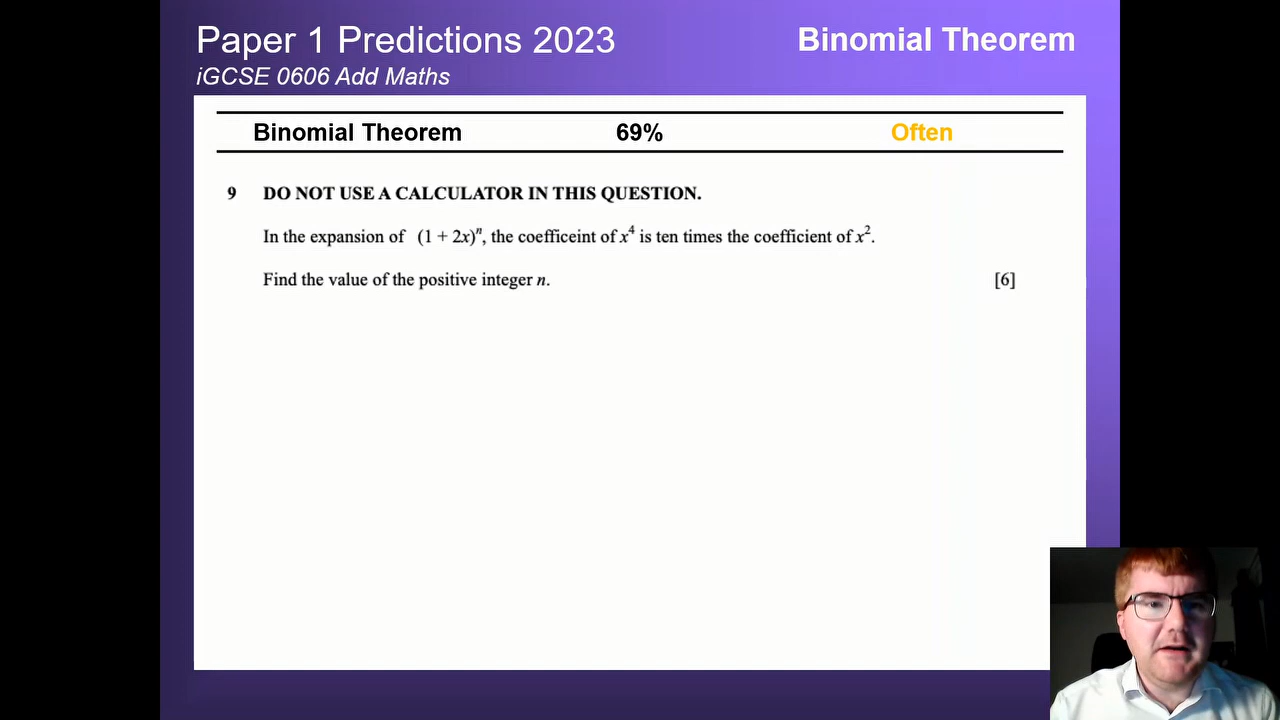 Paper 1 Predictions 2023
Binomial Theorem
iGCSE 0606 Add Maths
Binomial Theorem 69% Often
9 DO NOT USE A CALCULATOR IN THIS QUESTION.
In the expansion of (1 + 2x)ⁿ, the coefficeint of x⁴ is ten times the coefficient of x².
Find the value of the positive integer n. [6]